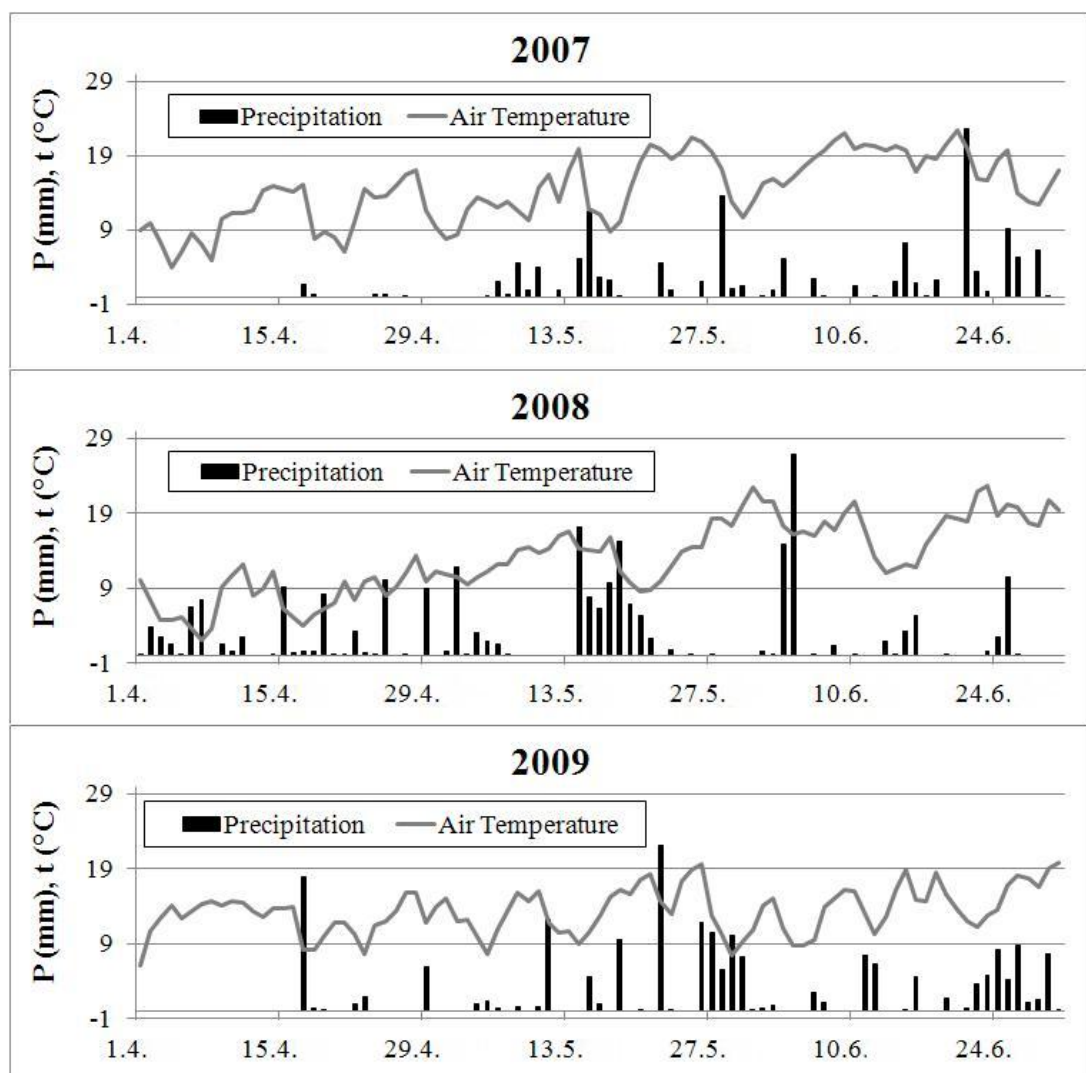 2007
P (mm), t (°C)
29
19
9
-1
Precipitation Air Temperature
1.4. 15.4. 29.4. 13.5. 27.5. 10.6. 24.6.
2008
P (mm), t (°C)
29
19
9
-1
Precipitation Air Temperature
1.4. 15.4. 29.4. 13.5. 27.5. 10.6. 24.6.
2009
P (mm), t (°C)
29
19
9
-1
Precipitation Air Temperature
1.4. 15.4. 29.4. 13.5. 27.5. 10.6. 24.6.